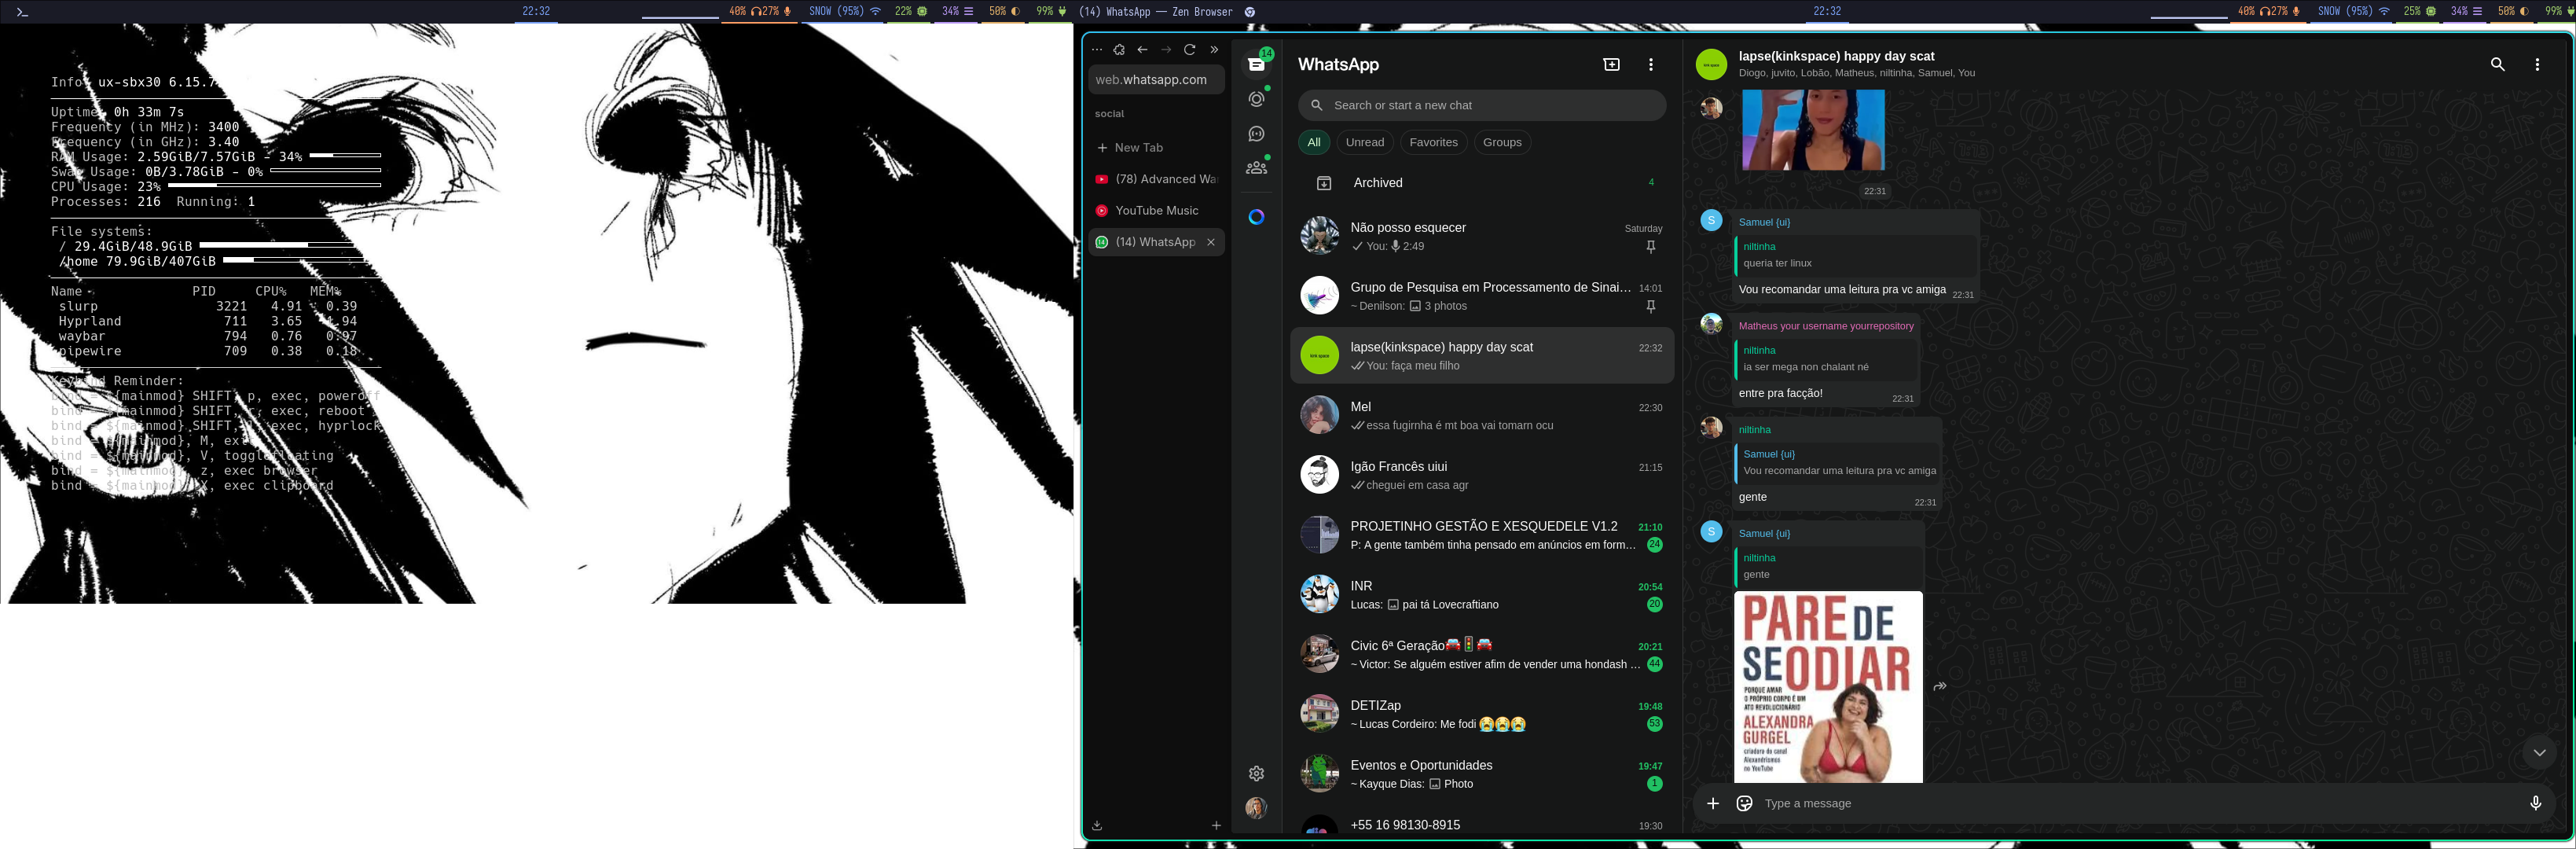 22:32
40% 27%
SNOW (95%)
22%
34%
50%
99%
(14) WhatsApp — Zen Browser
22:32
40% 27%
SNOW (95%)
25%
34%
50%
99%
Info: ux-sbx30 6.15.7
Uptime: 0h 33m 7s
Frequency (in MHz): 3400
Frequency (in GHz): 3.40
RAM Usage: 2.59GiB/7.57GiB - 34%
Swap Usage: 0B/3.78GiB - 0%
CPU Usage: 23%
Processes: 216 Running: 1
File systems:
/ 29.4GiB/48.9GiB
/home 79.9GiB/407GiB
Name PID CPU% MEM%
slurp 3221 4.91 0.39
Hyprland 711 3.65 1.94
waybar 794 0.76 0.97
pipewire 709 0.38 0.18
Keybind Reminder:
bind = ${mainmod} SHIFT, p, exec, poweroff
bind = ${mainmod} SHIFT, r, exec, reboot
bind = ${mainmod} SHIFT, l, exec, hyprlock
bind = ${mainmod}, M, exit
bind = ${mainmod}, V, togglefloating
bind = ${mainmod}, z, exec browser
bind = ${mainmod}, X, exec clipboard
web.whatsapp.com
social
New Tab
(78) Advanced Wa
YouTube Music
(14) WhatsApp
14
WhatsApp
Search or start a new chat
All
Unread
Favorites
Groups
Archived 4
Não posso esquecer Saturday
You: 2:49
Grupo de Pesquisa em Processamento de Sinai… 14:01
~ Denilson: 3 photos
lapse(kinkspace) happy day scat 22:32
You: faça meu filho
Mel 22:30
essa fugirnha é mt boa vai tomarn ocu
Igão Francês uiui 21:15
cheguei em casa agr
PROJETINHO GESTÃO E XESQUEDELE V1.2 21:10
P: A gente também tinha pensado em anúncios em form… 24
INR 20:54
Lucas: pai tá Lovecraftiano 20
Civic 6ª Geração🚘🚦🚘 20:21
~ Victor: Se alguém estiver afim de vender uma hondash … 44
DETIZap 19:48
~ Lucas Cordeiro: Me fodi 😭😭😭 53
Eventos e Oportunidades 19:47
~ Kayque Dias: Photo 1
+55 16 98130-8915 19:30
lapse(kinkspace) happy day scat
Diogo, juvito, Lobão, Matheus, niltinha, Samuel, You
22:31
S
Samuel {ui}
niltinha
queria ter linux
Vou recomandar uma leitura pra vc amiga 22:31
Matheus your username yourrepository
niltinha
ia ser mega non chalant né
entre pra facção! 22:31
niltinha
Samuel {ui}
Vou recomandar uma leitura pra vc amiga
gente 22:31
S
Samuel {ui}
niltinha
gente
PARE DE
SE ODIAR
PORQUE AMAR
O PRÓPRIO CORPO É UM
ATO REVOLUCIONÁRIO
ALEXANDRA
GURGEL
criadora do canal
Alexandrismos
no YouTube
Type a message